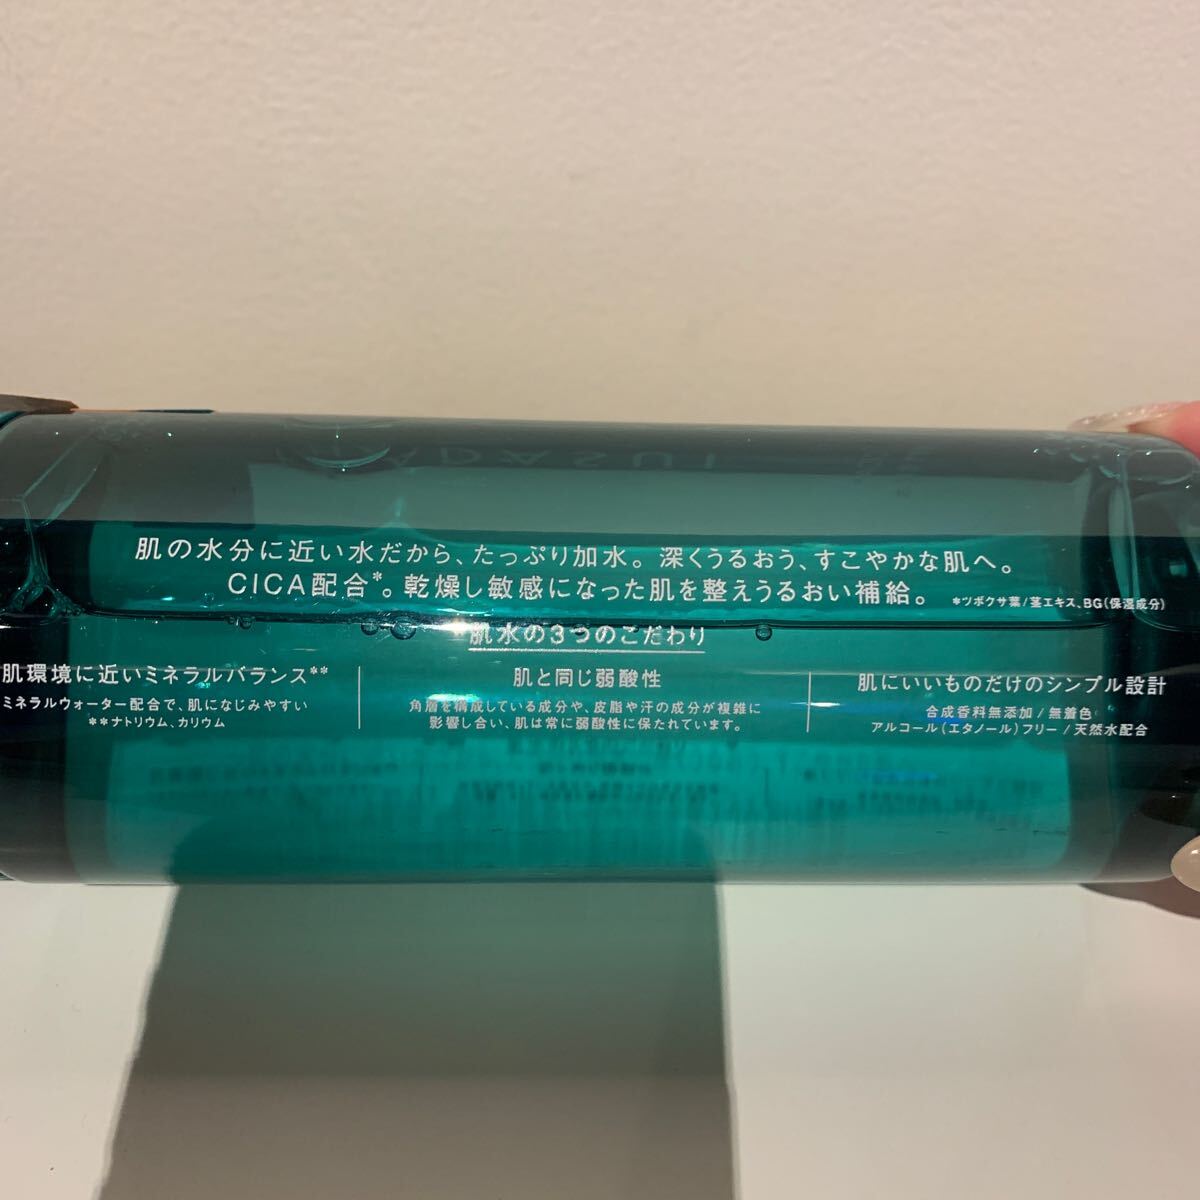 肌の水分に近い水だから、たっぷり加水。深くうるおう、すこやかな肌へ。
CICA配合*。乾燥し敏感になった肌を整えうるおい補給。 *ツボクサ葉/茎エキス、BG(保湿成分)
肌水の3つのこだわり
肌環境に近いミネラルバランス**
ミネラルウォーター配合で、肌になじみやすい
**ナトリウム、カリウム
肌と同じ弱酸性
角層を構成している成分や、皮脂や汗の成分が複雑に
影響し合い、肌は常に弱酸性に保たれています。
肌にいいものだけのシンプル設計
合成香料無添加/無着色
アルコール(エタノール)フリー/天然水配合